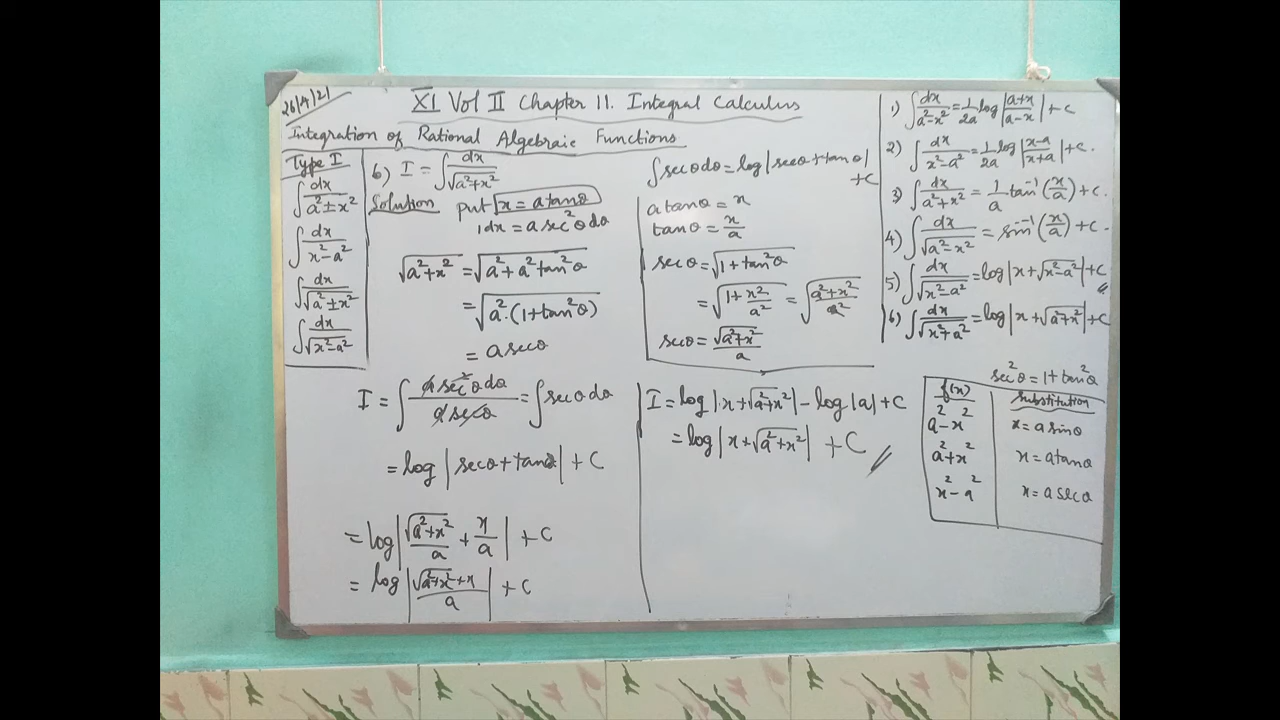 26/4/21
XI Vol II Chapter 11. Integral Calculus
Integration of Rational Algebraic Functions
Type I
∫ dx/(a²±x²)
∫ dx/(x²-a²)
∫ dx/√(a²±x²)
∫ dx/√(x²-a²)
6) I = ∫ dx/√(a²+x²)
Solution put x = a tanθ
dx = a sec²θ dθ
√(a²+x²) = √(a²+a²tan²θ)
= √(a²·(1+tan²θ))
= a secθ
I = ∫ (a sec²θ dθ)/(a secθ) = ∫ secθ dθ
= log|secθ+tanθ| + C
= log|√(a²+x²)/a + x/a| + C
= log|(√(a²+x²)+x)/a| + C
∫ secθ dθ = log|secθ+tanθ| + C
a tanθ = x
tanθ = x/a
secθ = √(1+tan²θ)
= √(1+x²/a²) = √((a²+x²)/a²)
secθ = √(a²+x²)/a
I = log|x+√(a²+x²)| - log|a| + C
= log|x+√(a²+x²)| + C
1) ∫ dx/(a²-x²) = 1/2a log|(a+x)/(a-x)| + C
2) ∫ dx/(x²-a²) = 1/2a log|(x-a)/(x+a)| + C.
3) ∫ dx/(a²+x²) = 1/a tan⁻¹(x/a) + C.
4) ∫ dx/√(a²-x²) = sin⁻¹(x/a) + C.
5) ∫ dx/√(x²-a²) = log|x+√(x²-a²)| + C
6) ∫ dx/√(x²+a²) = log|x+√(a²+x²)| + C
sec²θ = 1+tan²θ
f(x) substitution
a²-x² x = a sinθ
a²+x² x = a tanθ
x²-a² x = a secθ